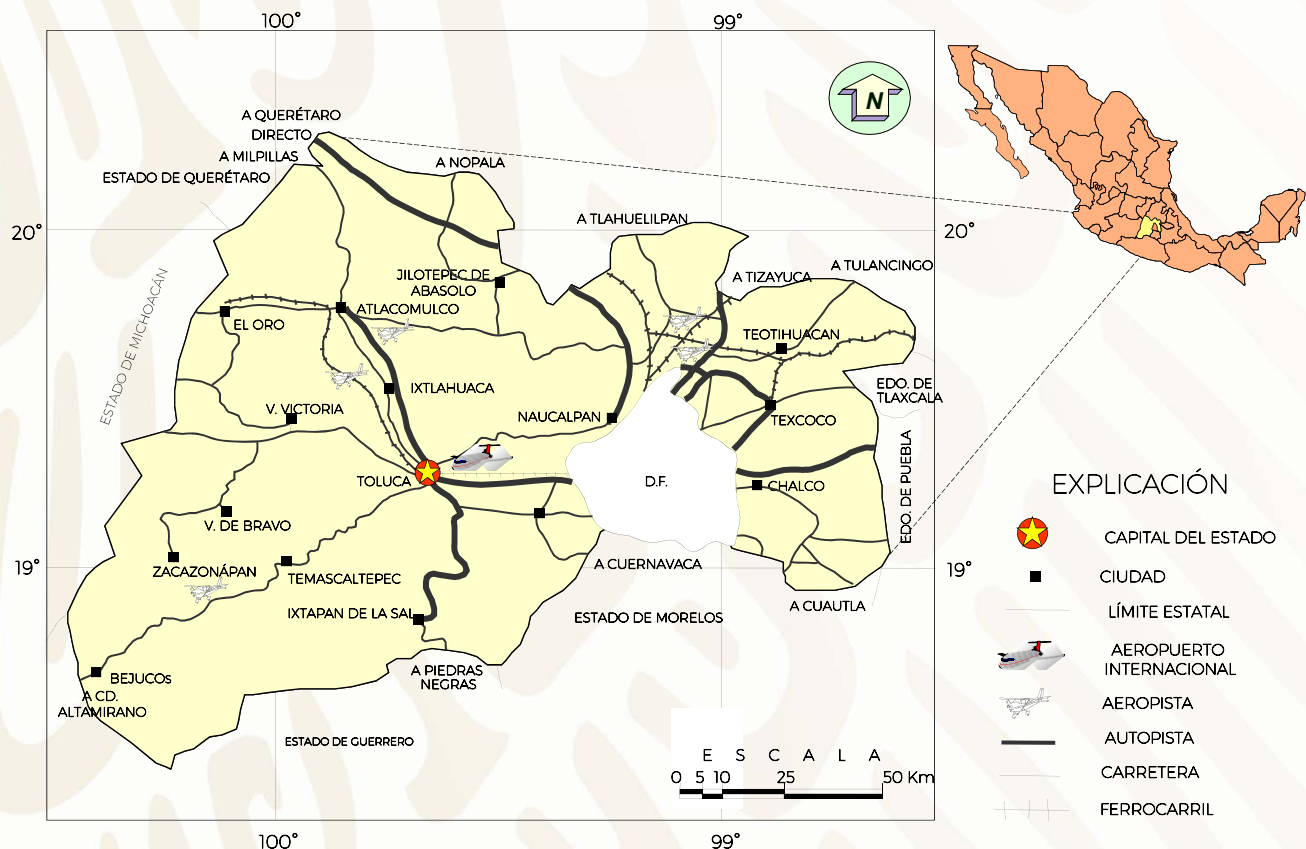 100°
99°
N
A QUERÉTARO
DIRECTO
A MILPILLAS
A NOPALA
ESTADO DE QUERÉTARO
A TLAHUELILPAN
20°
20°
A TULANCINGO
A TIZAYUCA
JILOTEPEC DE
ABASOLO
ATLACOMULCO
EL ORO
TEOTIHUACAN
ESTADO DE MICHOACÁN
IXTLAHUACA
EDO. DE
TLAXCALA
V. VICTORIA
NAUCALPAN
TEXCOCO
TOLUCA
D.F.
CHALCO
EDO. DE PUEBLA
V. DE BRAVO
ZACAZONÁPAN
TEMASCALTEPEC
A CUERNAVACA
19°
19°
IXTAPAN DE LA SAL
ESTADO DE MORELOS
A CUAUTLA
BEJUCOs
A PIEDRAS
NEGRAS
A CD.
ALTAMIRANO
ESTADO DE GUERRERO
E S C A L A
0 5 10 25 50 Km
100°
99°
EXPLICACIÓN
CAPITAL DEL ESTADO
CIUDAD
LÍMITE ESTATAL
AEROPUERTO
INTERNACIONAL
AEROPISTA
AUTOPISTA
CARRETERA
FERROCARRIL